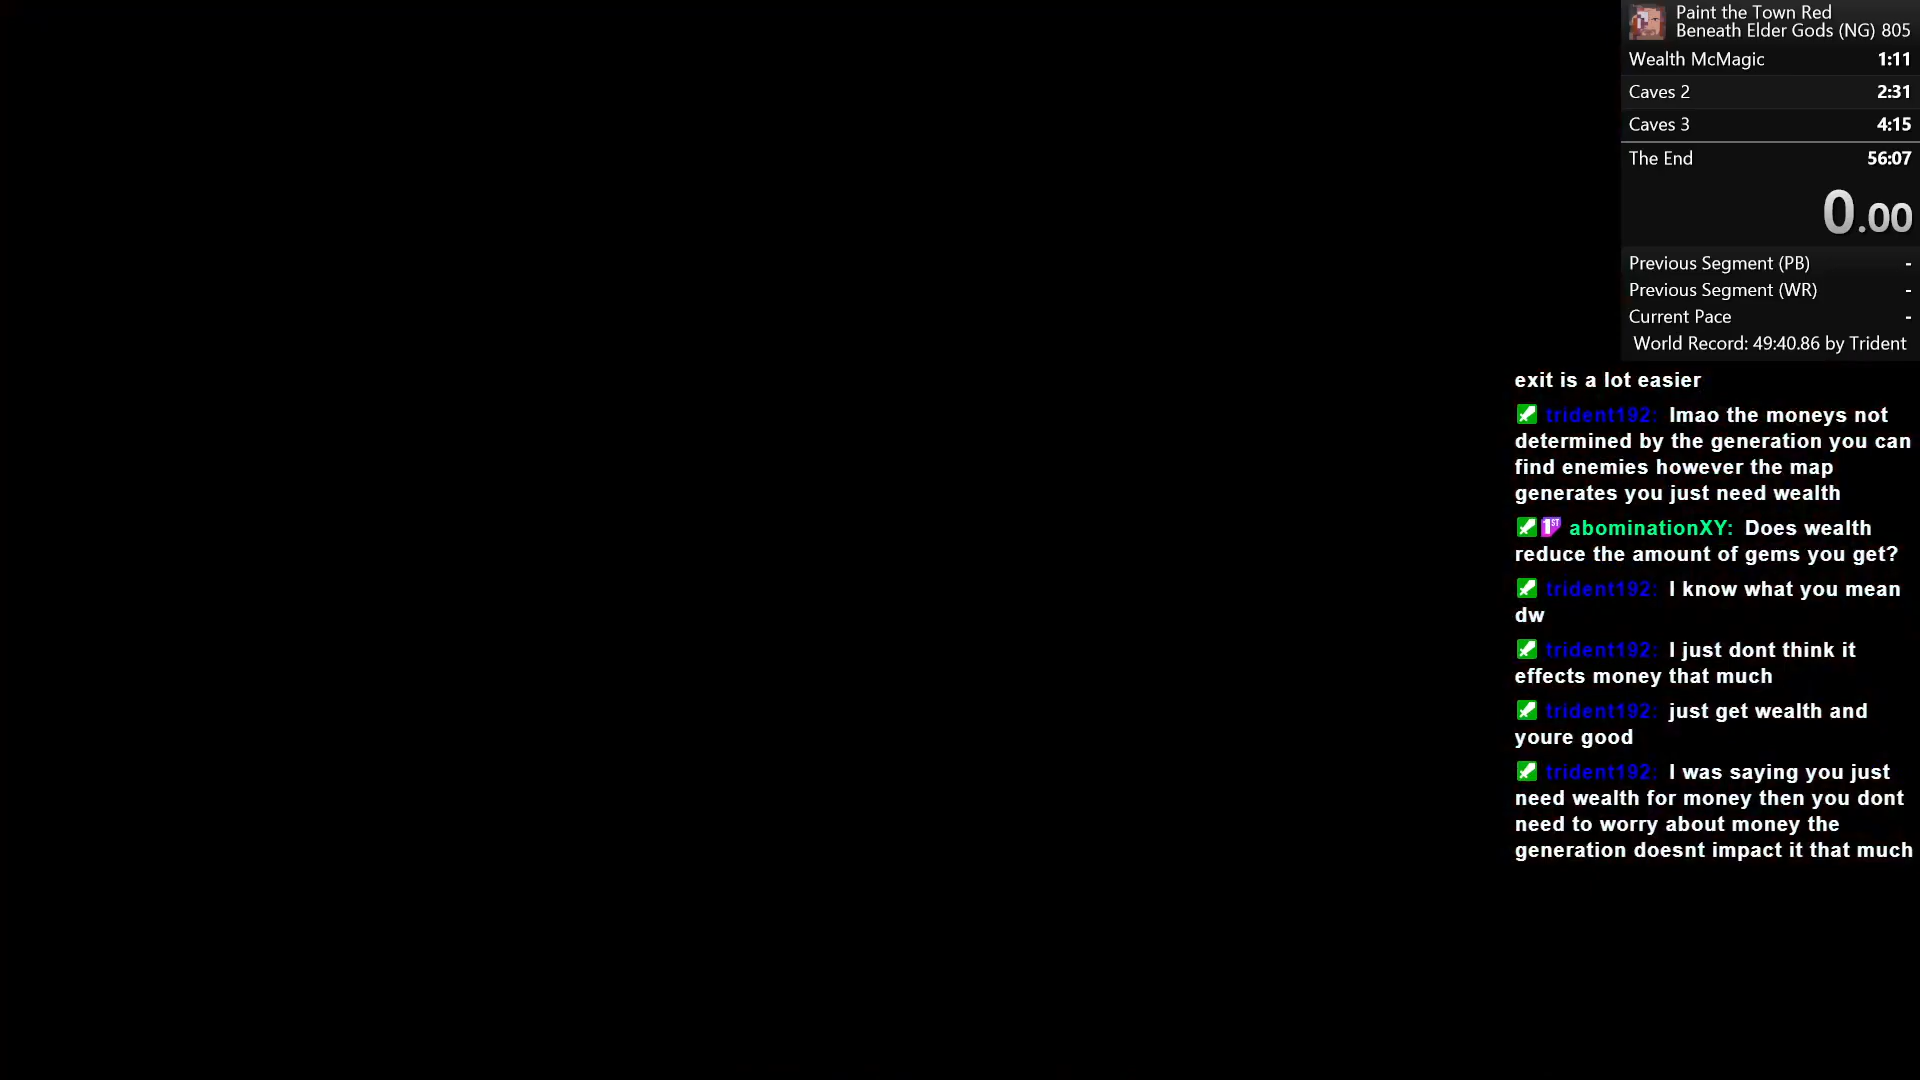 Paint the Town Red
Beneath Elder Gods (NG) 805
Wealth McMagic 1:11
Caves 2 2:31
Caves 3 4:15
The End 56:07
0.00
Previous Segment (PB) -
Previous Segment (WR) -
Current Pace -
World Record: 49:40.86 by Trident
exit is a lot easier
trident192: lmao the moneys not
determined by the generation you can
find enemies however the map
generates you just need wealth
1ST abominationXY: Does wealth
reduce the amount of gems you get?
trident192: I know what you mean
dw
trident192: I just dont think it
effects money that much
trident192: just get wealth and
youre good
trident192: I was saying you just
need wealth for money then you dont
need to worry about money the
generation doesnt impact it that much